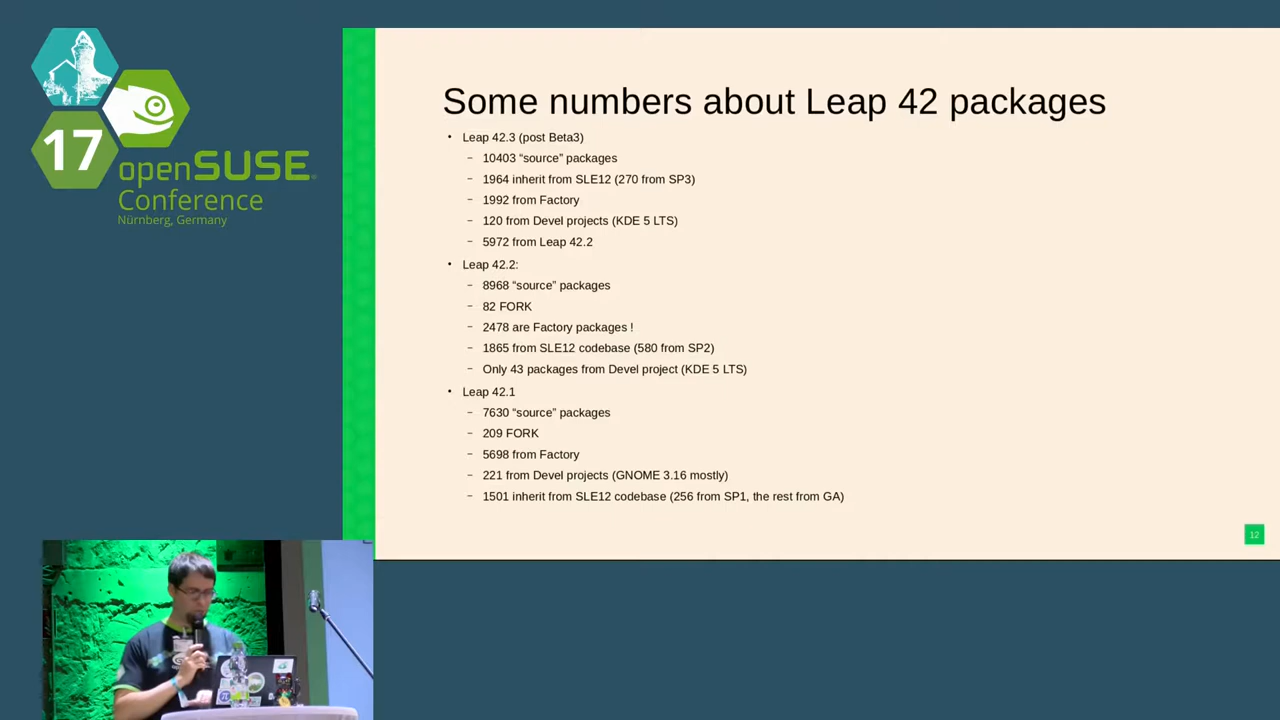 17
openSUSE
Conference
Nürnberg, Germany
Some numbers about Leap 42 packages
• Leap 42.3 (post Beta3)
– 10403 “source” packages
– 1964 inherit from SLE12 (270 from SP3)
– 1992 from Factory
– 120 from Devel projects (KDE 5 LTS)
– 5972 from Leap 42.2
• Leap 42.2:
– 8968 “source” packages
– 82 FORK
– 2478 are Factory packages !
– 1865 from SLE12 codebase (580 from SP2)
– Only 43 packages from Devel project (KDE 5 LTS)
• Leap 42.1
– 7630 “source” packages
– 209 FORK
– 5698 from Factory
– 221 from Devel projects (GNOME 3.16 mostly)
– 1501 inherit from SLE12 codebase (256 from SP1, the rest from GA)
12